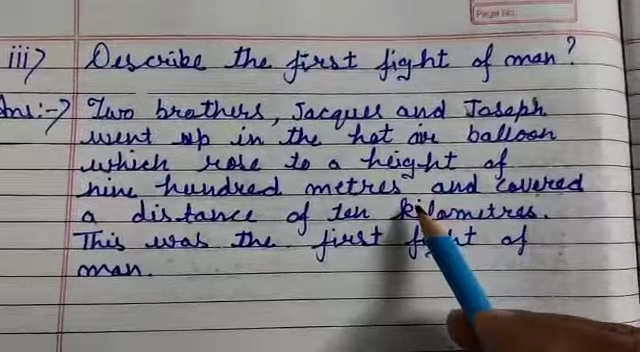 Page No.
iii) Describe the first fight of man?
Ans:-) Two brothers, Jacques and Joseph
went up in the hot air balloon
which rose to a height of
nine hundred metres and covered
a distance of ten kilametres.
This was the first fight of
man.